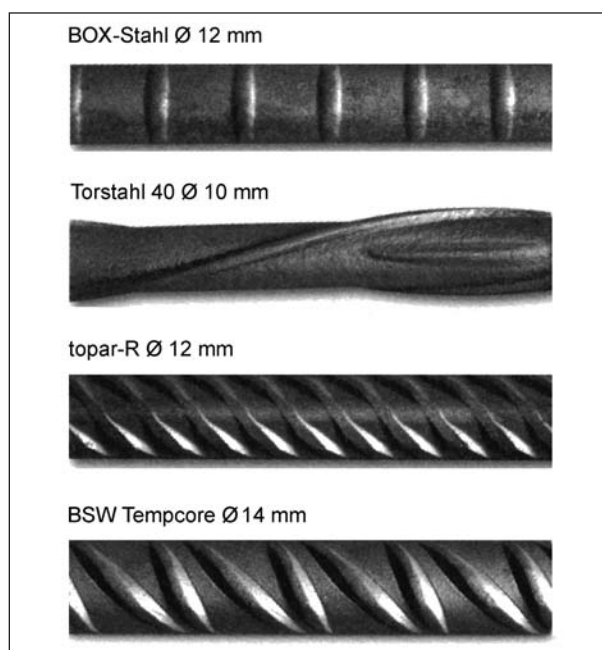 BOX-Stahl Ø 12 mm
Torstahl 40 Ø 10 mm
topar-R Ø 12 mm
BSW Tempcore Ø 14 mm